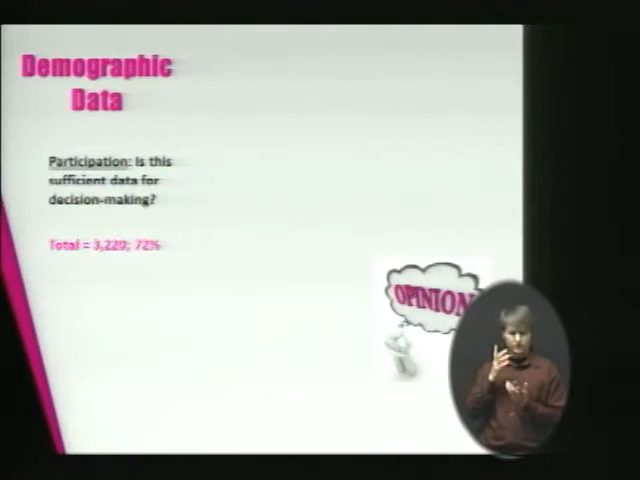 Demographic
Data
Participation: Is this
sufficient data for
decision-making?
Total = 3,220; 72%
OPINION